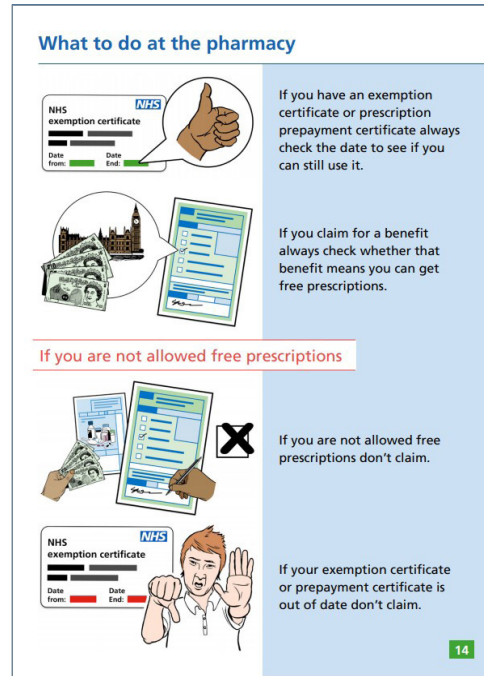 What to do at the pharmacy
NHS
NHS
exemption certificate
Date
from:
Date
End:
If you have an exemption
certificate or prescription
prepayment certificate always
check the date to see if you
can still use it.
If you claim for a benefit
always check whether that
benefit means you can get
free prescriptions.
If you are not allowed free prescriptions
If you are not allowed free
prescriptions don’t claim.
NHS
NHS
exemption certificate
Date
from:
Date
End:
If your exemption certificate
or prepayment certificate is
out of date don’t claim.
14